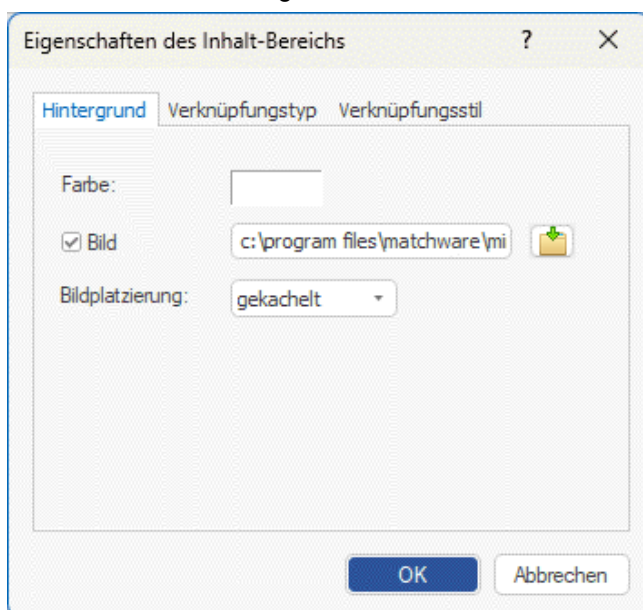 Eigenschaften des Inhalt-Bereichs ?
Hintergrund Verknüpfungstyp Verknüpfungsstil
Farbe:
Bild c:\program files\matchware\mi
Bildplatzierung: gekachelt
OK Abbrechen